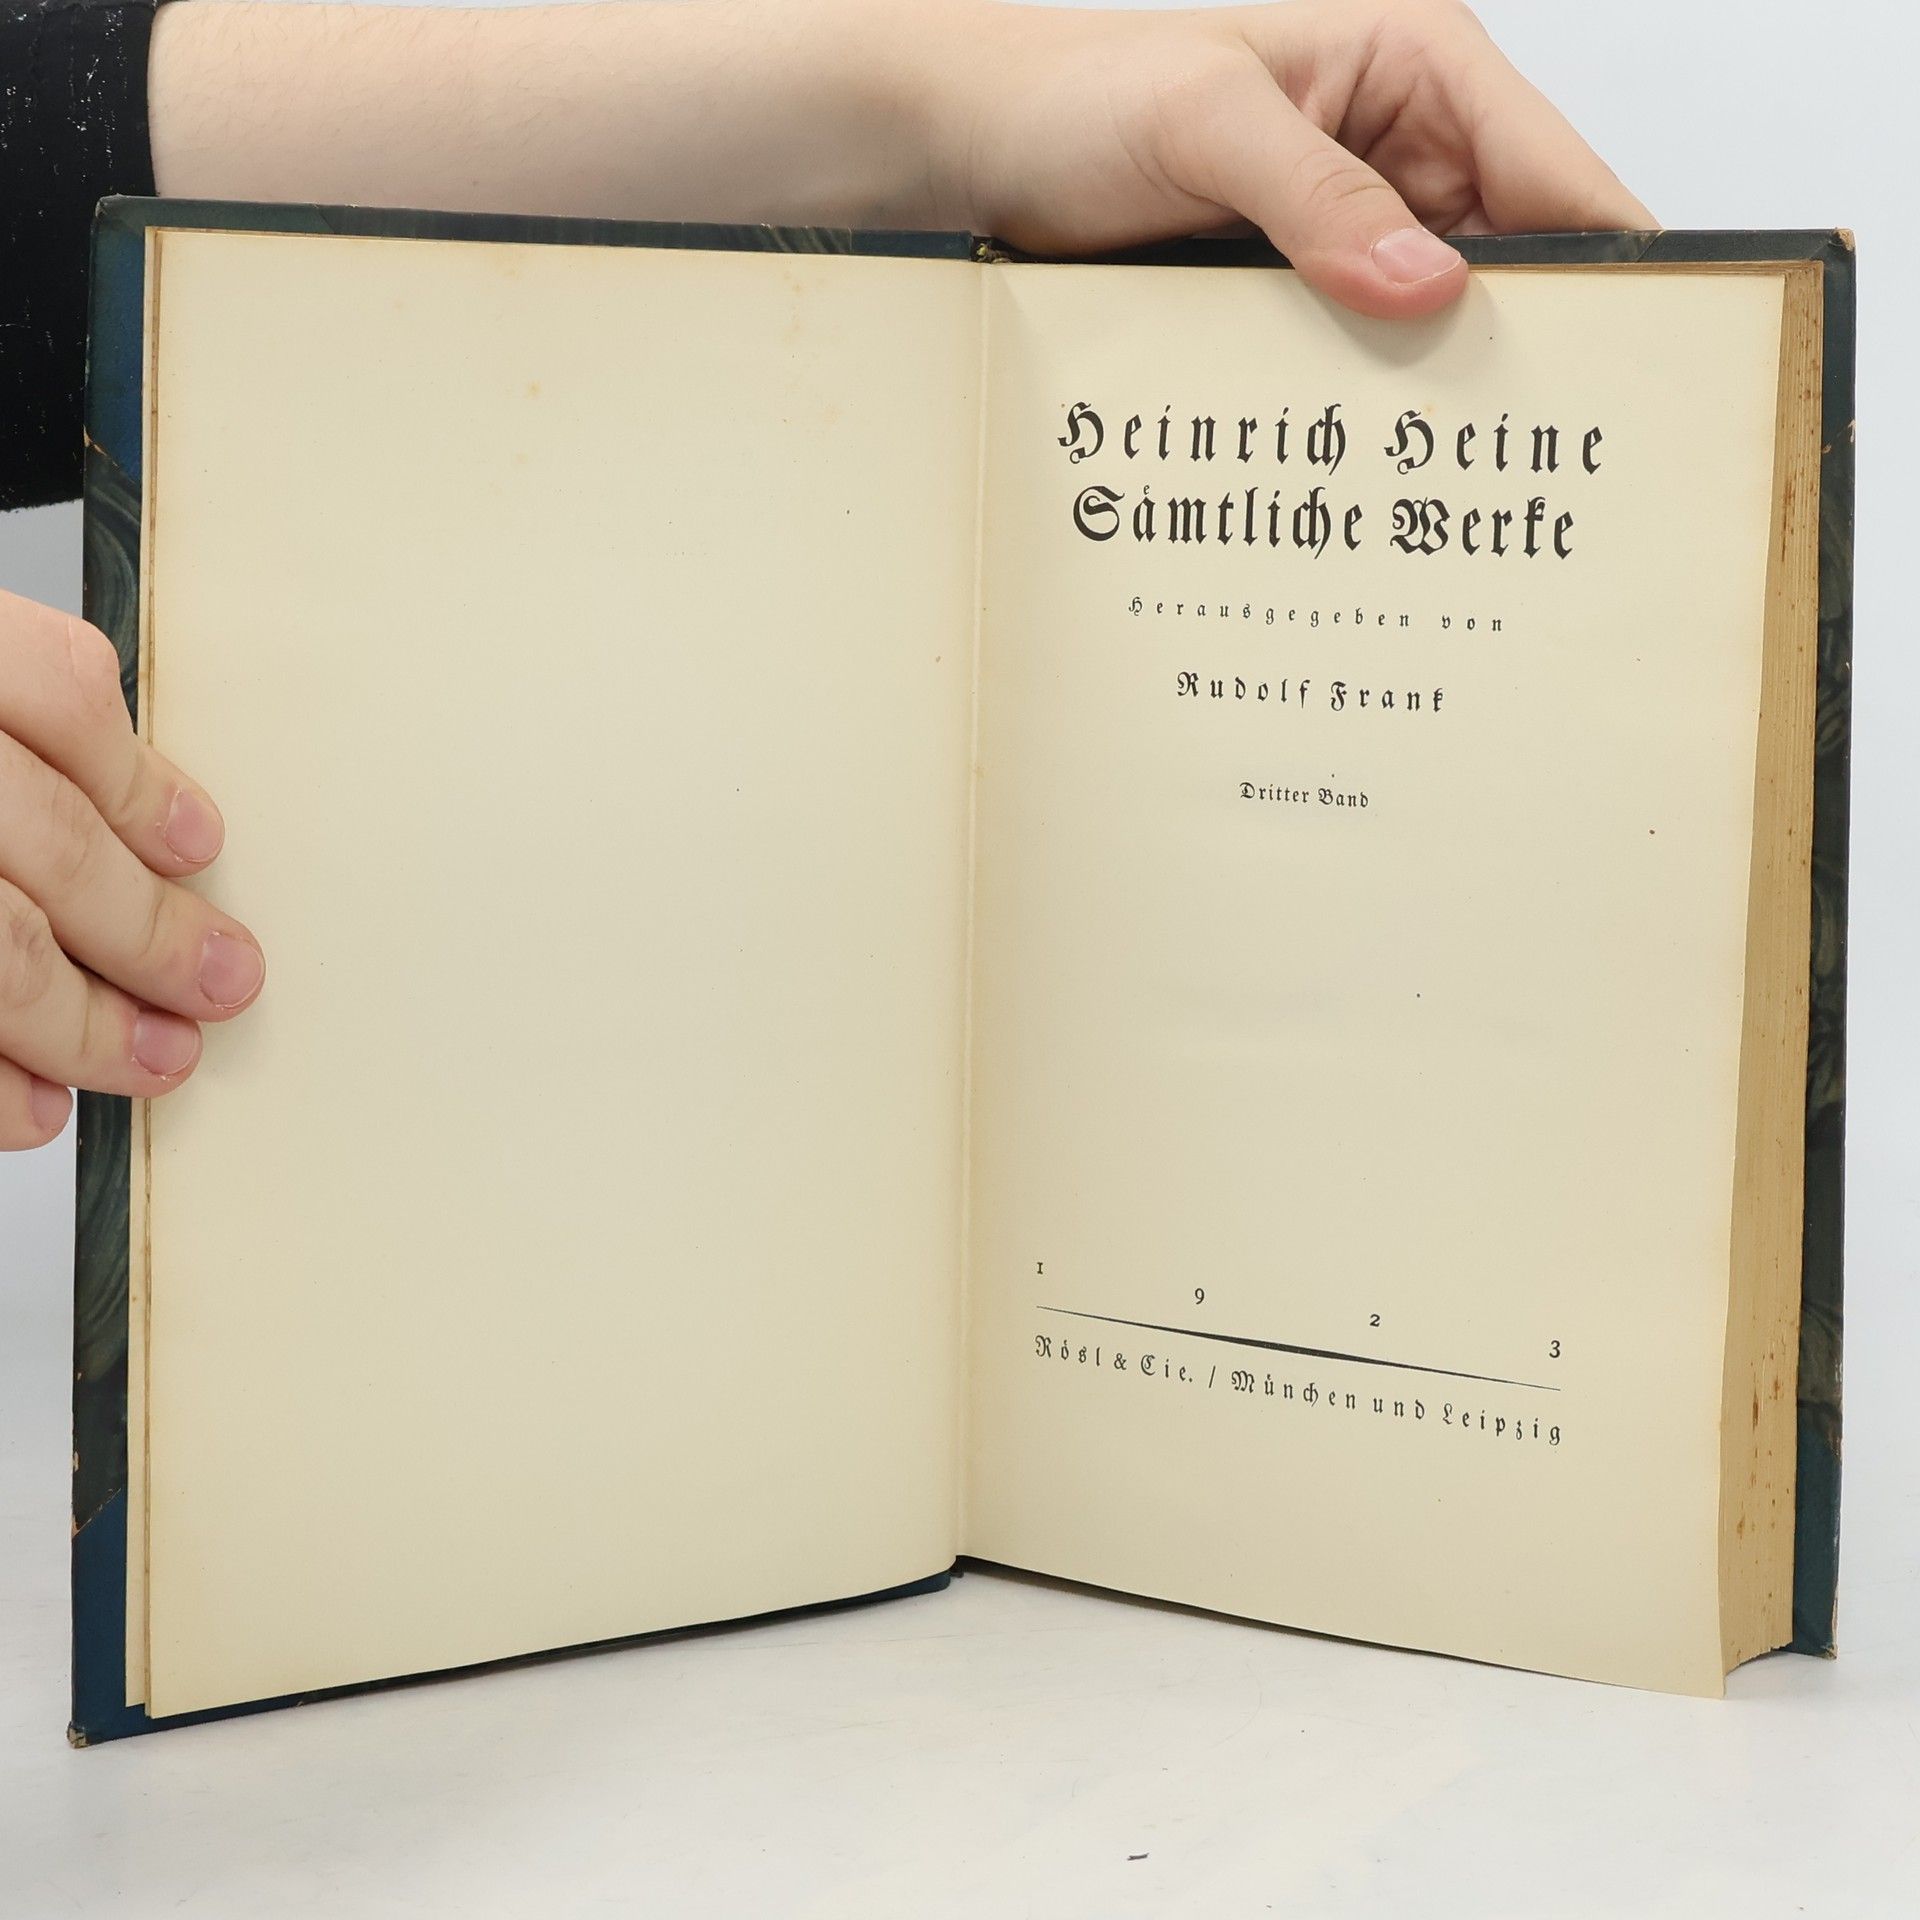 Heinrich Heine
Sämtliche Werke
Herausgegeben von
Rudolf Frank
Dritter Band
1 9 2 3
Rösl & Cie. / München und Leipzig